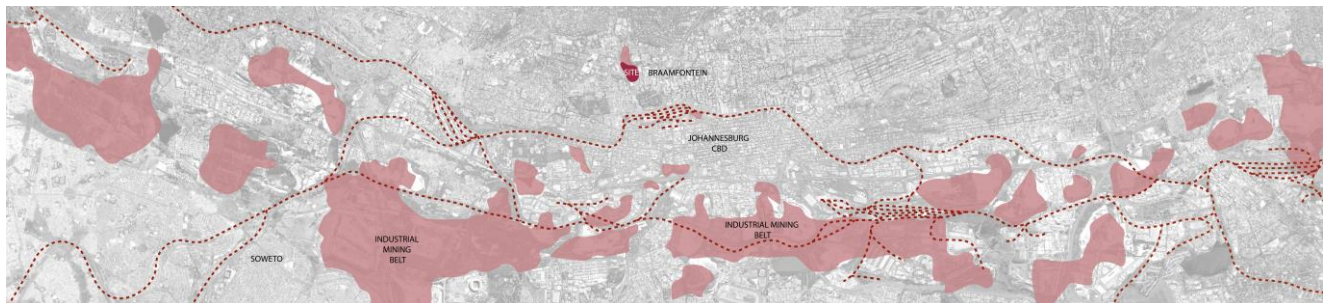 SITE
BRAAMFONTEIN
JOHANNESBURG
CBD
INDUSTRIAL MINING
BELT
INDUSTRIAL
MINING
BELT
SOWETO